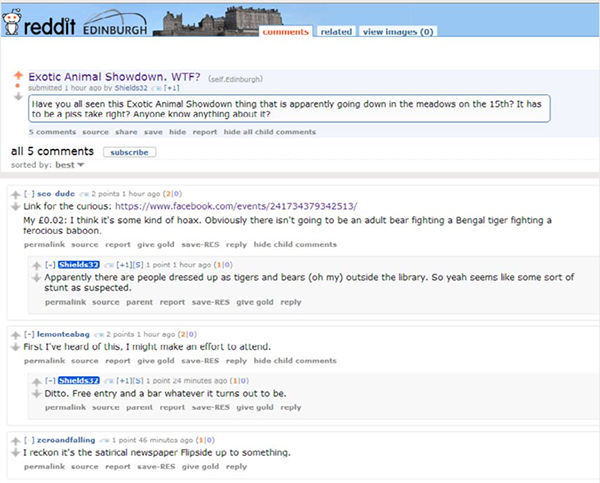 reddit EDINBURGH comments related view images (0)
Exotic Animal Showdown. WTF? (self.Edinburgh)
submitted 1 hour ago by Shields32 [+1]
Have you all seen this Exotic Animal Showdown thing that is apparently going down in the meadows on the 15th? It has
to be a piss take right? Anyone know anything about it?
5 comments source share save hide report hide all child comments
all 5 comments subscribe
sorted by: best
[-] seo_dude 2 points 1 hour ago (2|0)
Link for the curious: https://www.facebook.com/events/241734379342513/
My £0.02: I think it's some kind of hoax. Obviously there isn't going to be an adult bear fighting a Bengal tiger fighting a
ferocious baboon.
permalink source report give gold save-RES reply hide child comments
[-] Shields32 [+1][S] 1 point 1 hour ago (1|0)
Apparently there are people dressed up as tigers and bears (oh my) outside the library. So yeah seems like some sort of
stunt as suspected.
permalink source parent report save-RES give gold reply
[-] lemonteabag 2 points 1 hour ago (2|0)
First I've heard of this, I might make an effort to attend.
permalink source report give gold save-RES reply hide child comments
[-] Shields32 [+1][S] 1 point 24 minutes ago (1|0)
Ditto. Free entry and a bar whatever it turns out to be.
permalink source parent report save-RES give gold reply
[-] zeroandfalling 1 point 46 minutes ago (1|0)
I reckon it's the satirical newspaper Flipside up to something.
permalink source report save-RES give gold reply